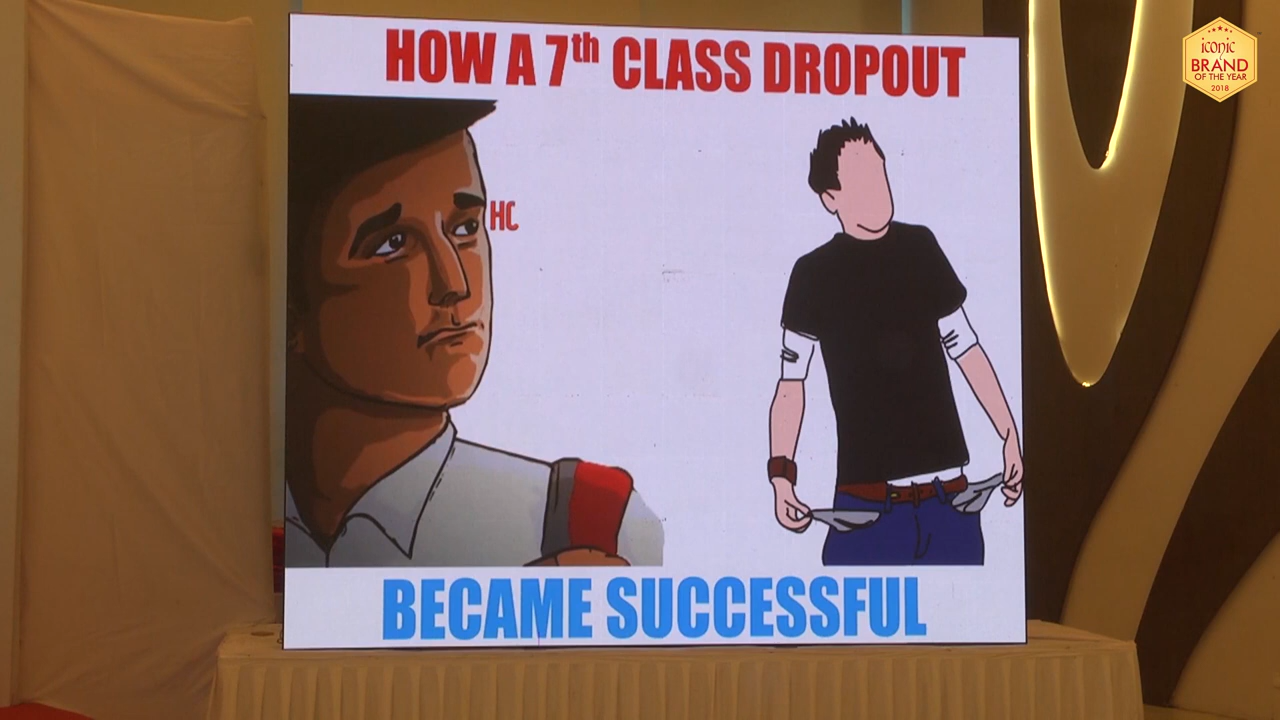 HOW A 7th CLASS DROPOUT
HC
BECAME SUCCESSFUL
iconic
BRAND
OF THE YEAR
2018